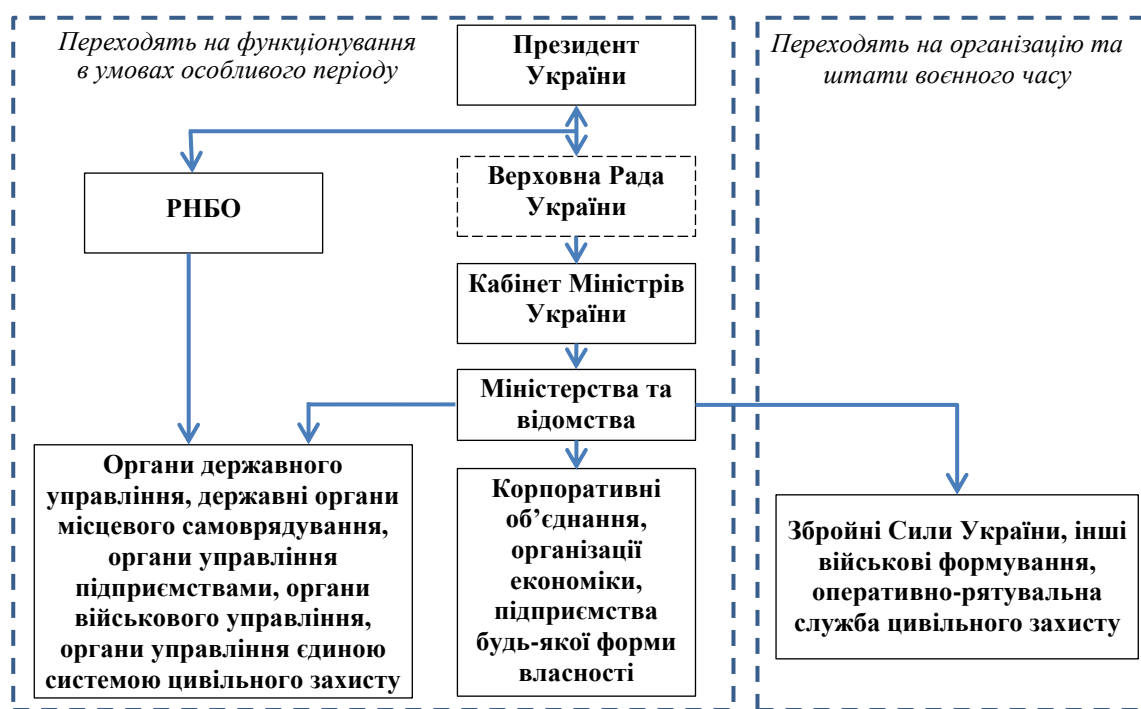 Переходять на функціонування
в умовах особливого періоду
Президент
України
Переходять на організацію та
штати воєнного часу
РНБО
Верховна Рада
України
Кабінет Міністрів
України
Міністерства та
відомства
Органи державного
управління, державні органи
місцевого самоврядування,
органи управління
підприємствами, органи
військового управління,
органи управління єдиною
системою цивільного захисту
Корпоративні
об’єднання,
організації
економіки,
підприємства
будь-якої форми
власності
Збройні Сили України, інші
військові формування,
оперативно-рятувальна
служба цивільного захисту